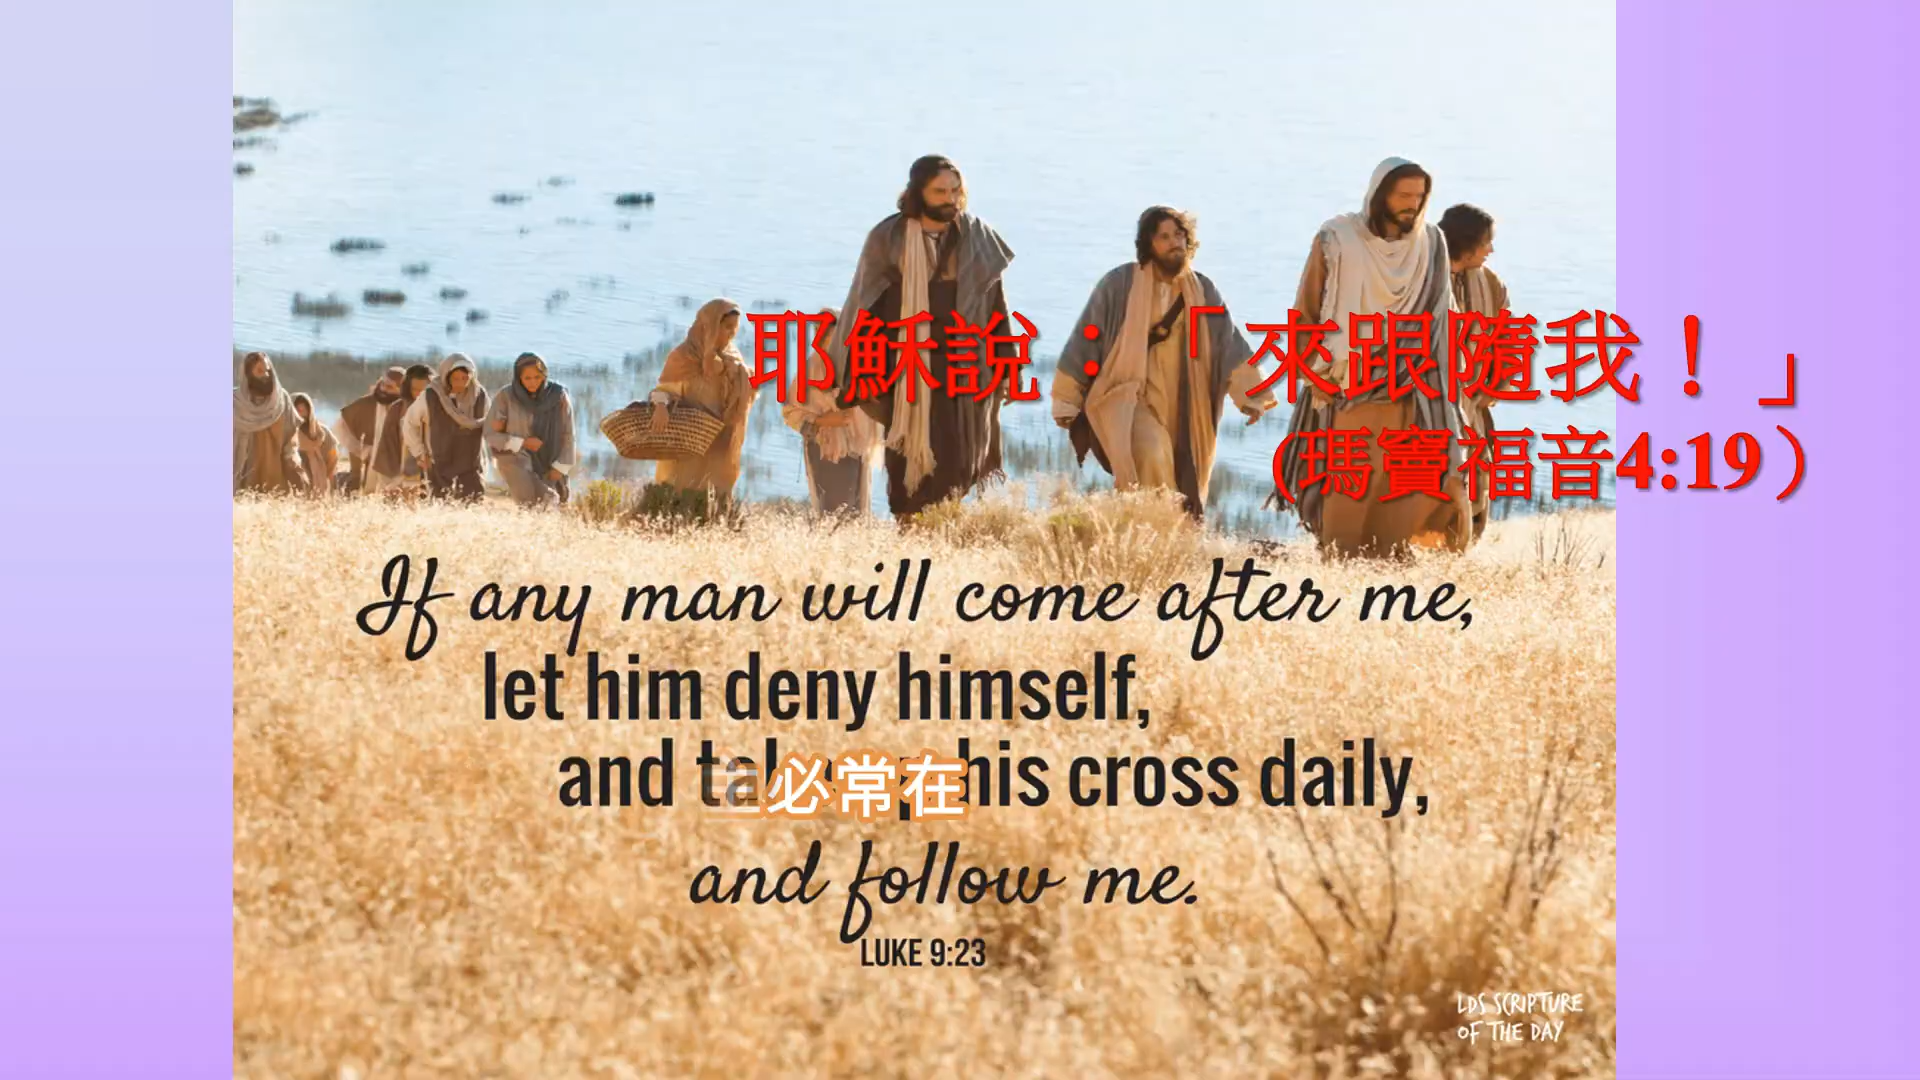 耶穌說：「來跟隨我！」
(瑪竇福音4:19）
If any man will come after me,
let him deny himself,
and his cross daily,
必常在
and follow me.
LUKE 9:23
LDS SCRIPTURE
OF THE DAY